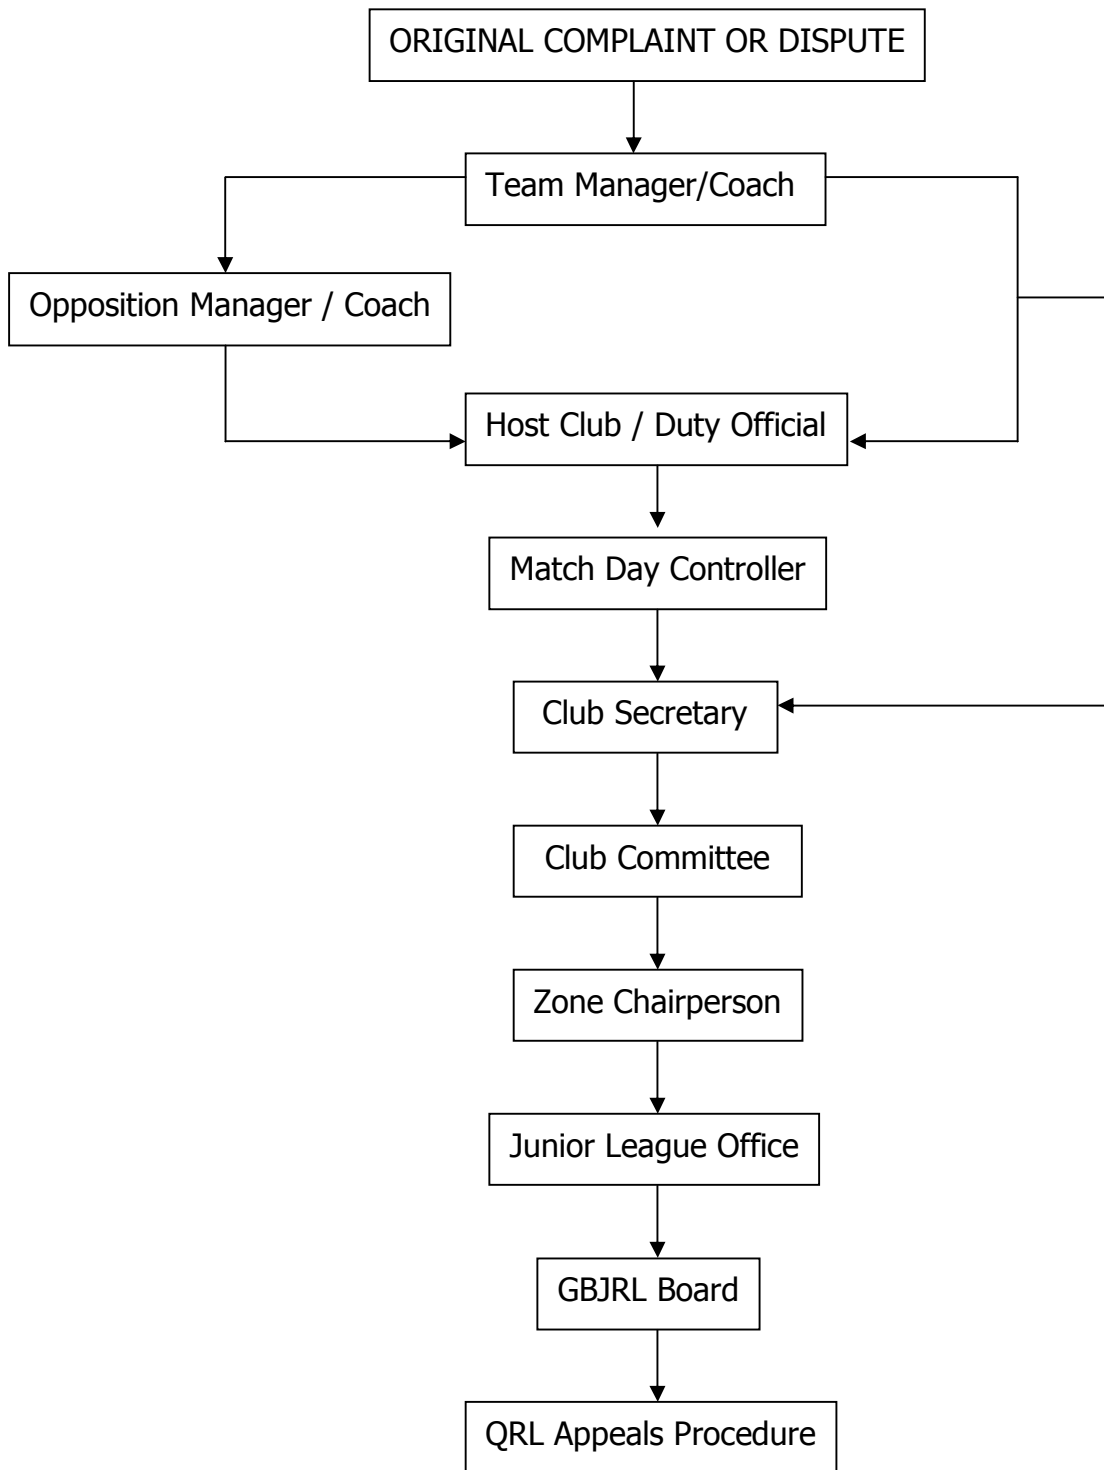 ORIGINAL COMPLAINT OR DISPUTE
Team Manager/Coach
Opposition Manager / Coach
Host Club / Duty Official
Match Day Controller
Club Secretary
Club Committee
Zone Chairperson
Junior League Office
GBJRL Board
QRL Appeals Procedure